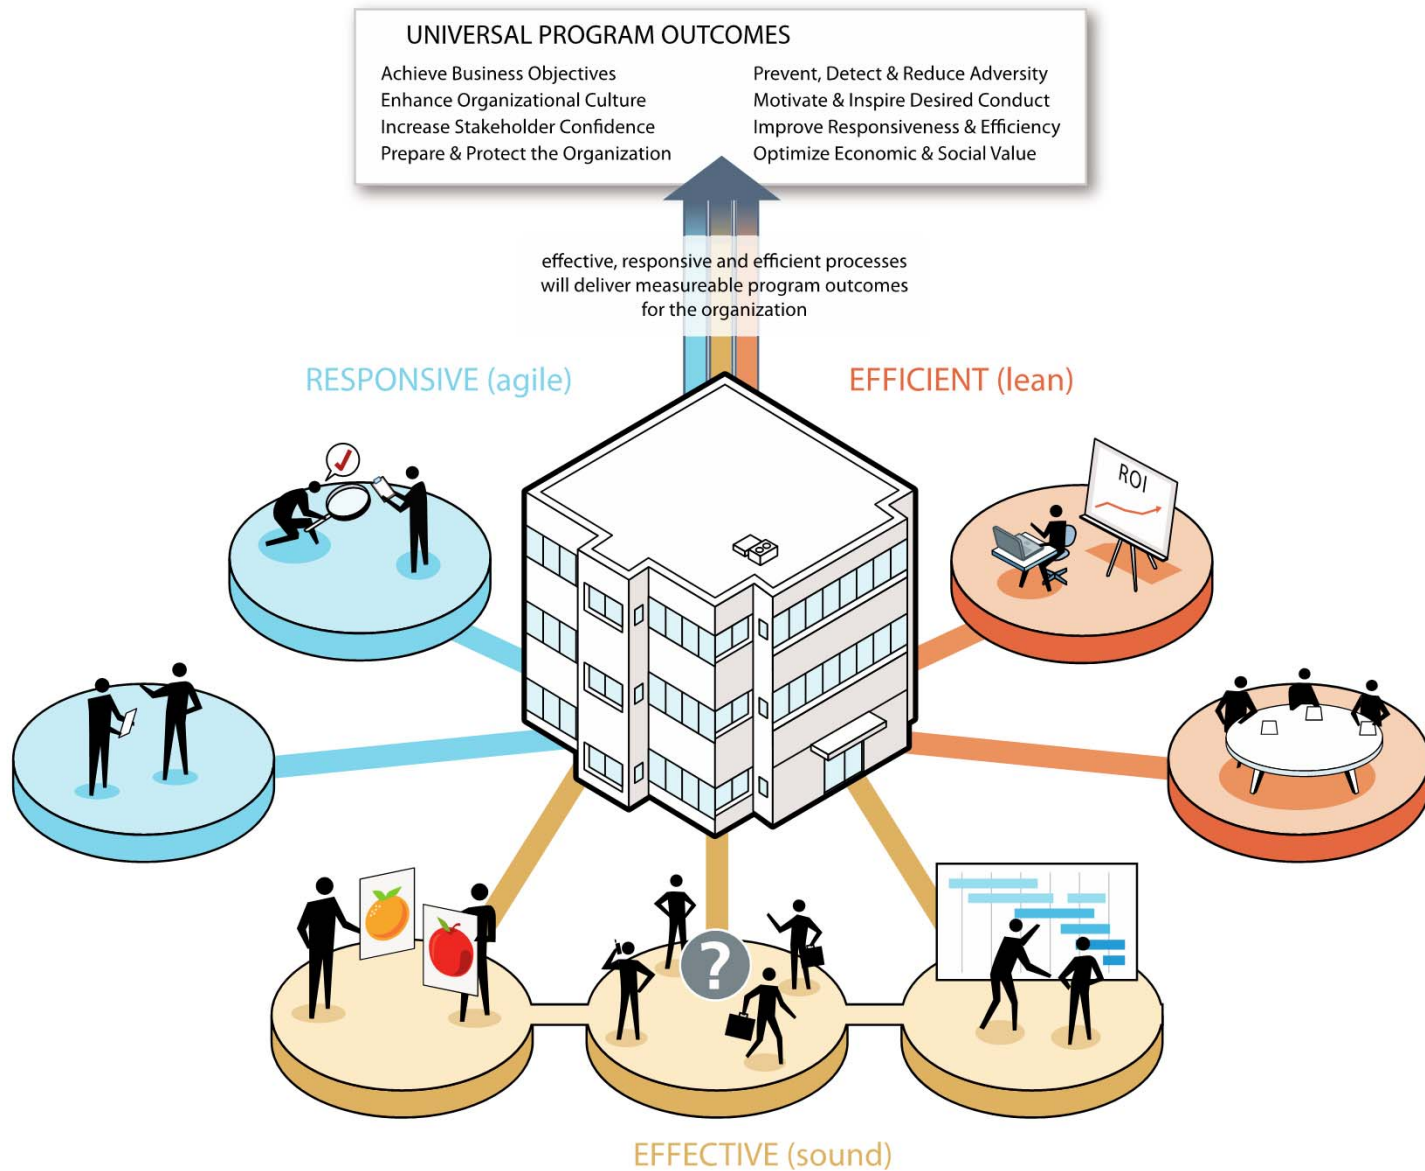 UNIVERSAL PROGRAM OUTCOMES
Achieve Business Objectives
Enhance Organizational Culture
Increase Stakeholder Confidence
Prepare & Protect the Organization
Prevent, Detect & Reduce Adversity
Motivate & Inspire Desired Conduct
Improve Responsiveness & Efficiency
Optimize Economic & Social Value
effective, responsive and efficient processes
will deliver measureable program outcomes
for the organization
RESPONSIVE (agile)
EFFICIENT (lean)
ROI
?
EFFECTIVE (sound)